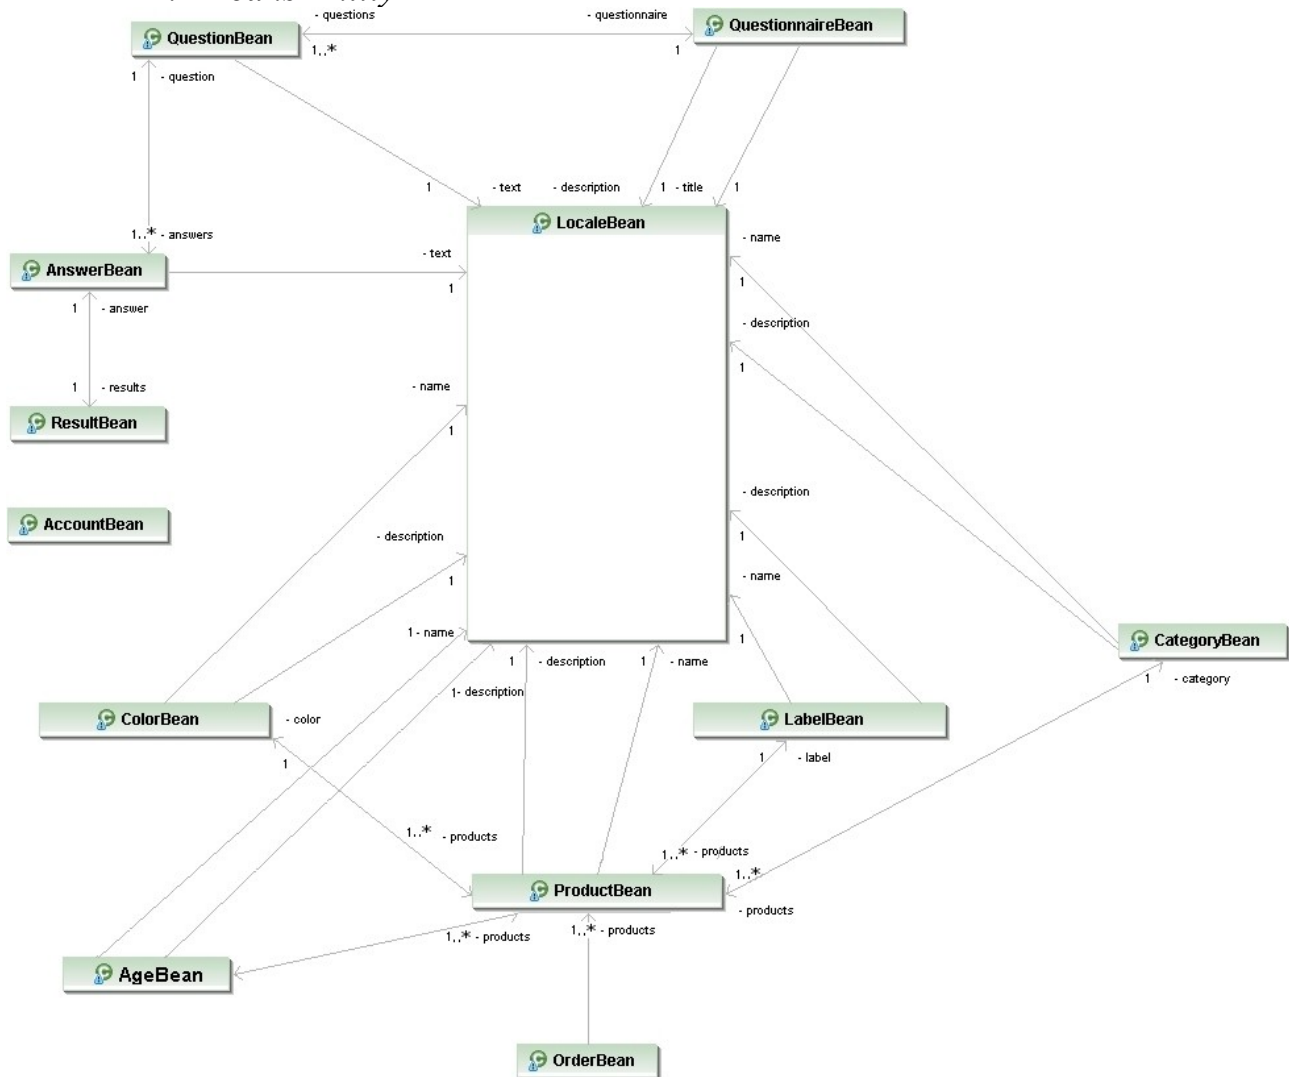 - questions
- questionnaire
QuestionBean
QuestionnaireBean
1..*
1
1
- question
1
- text
- description
1
- title
1
LocaleBean
1..*
- answers
- name
- text
AnswerBean
1
1
1
- answer
- description
1
1
- results
- name
ResultBean
1
- description
AccountBean
1
- description
- name
1
1 - name
1
CategoryBean
1
- description
1
- name
1- description
1
- category
ColorBean
- color
LabelBean
1
1
- label
1..*
- products
1..*
- products
1..*
ProductBean
- products
1..*
- products
1..*
- products
AgeBean
OrderBean